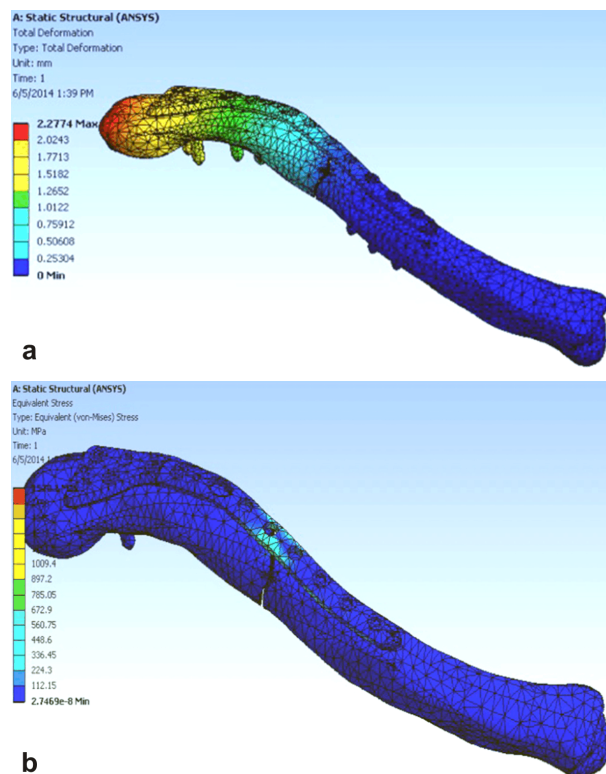 A: Static Structural (ANSYS)
Total Deformation
Type: Total Deformation
Unit: mm
Time: 1
6/5/2014 1:39 PM
2.2774 Max
2.0243
1.7713
1.5182
1.2652
1.0122
0.75912
0.50608
0.25304
0 Min
a
A: Static Structural (ANSYS)
Equivalent Stress
Type: Equivalent (von-Mises) Stress
Unit: MPa
Time: 1
6/5/2014
1009.4
897.2
785.05
672.9
560.75
448.6
336.45
224.3
112.15
2.7469e-8 Min
b